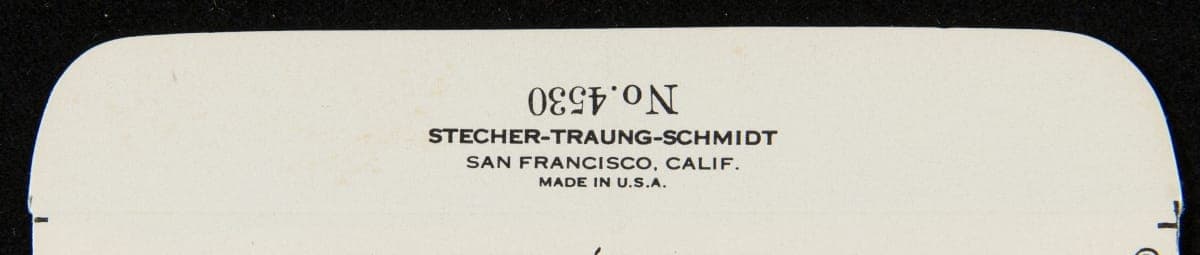 No. 4530
STECHER-TRAUNG-SCHMIDT
SAN FRANCISCO, CALIF.
MADE IN U.S.A.